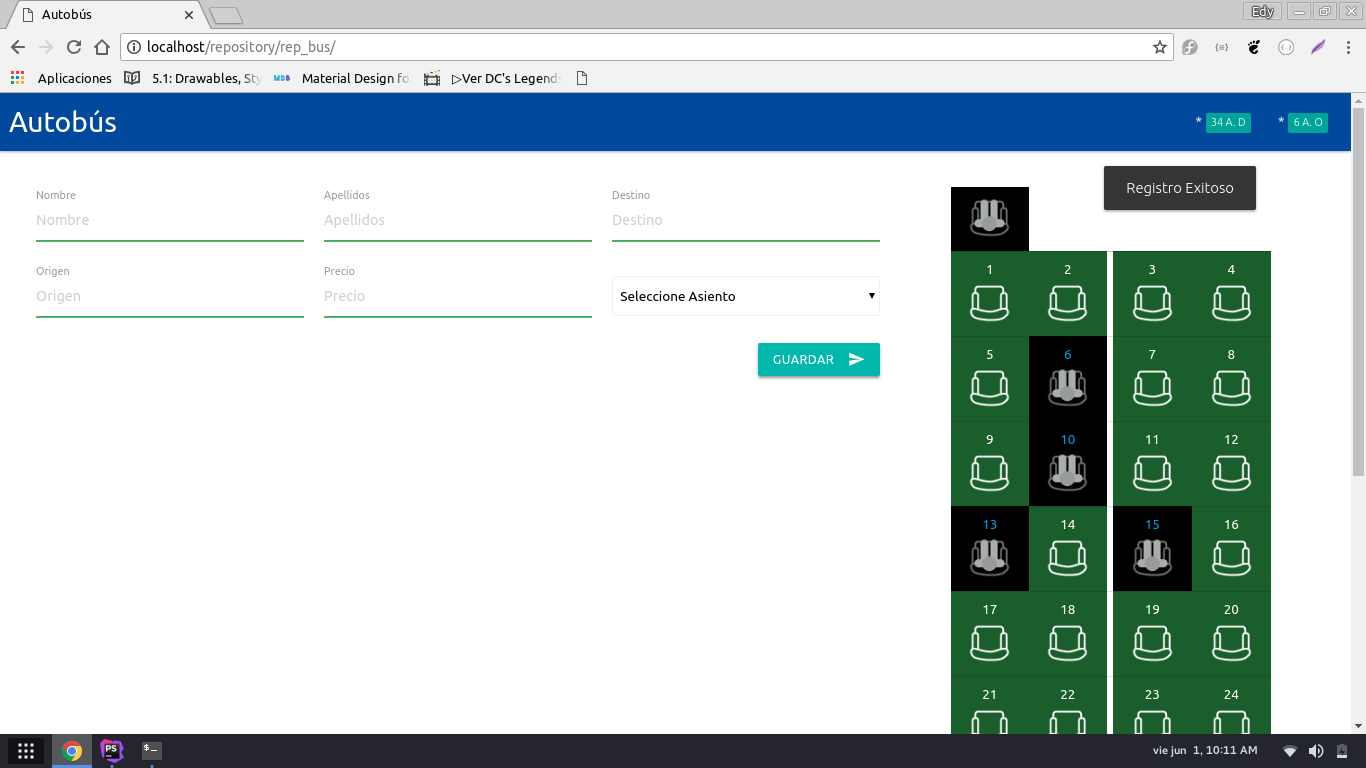 Autobús
Edy
localhost/repository/rep_bus/
Aplicaciones 5.1: Drawables, Sty MDB Material Design fo ▷Ver DC's Legend
Autobús
* 34 A. D * 6 A. O
Registro Exitoso
Nombre Apellidos Destino
Nombre Apellidos Destino
Origen Precio
Origen Precio Seleccione Asiento
GUARDAR
1 2 3 4
5 6 7 8
9 10 11 12
13 14 15 16
17 18 19 20
21 22 23 24
PS $_ vie jun 1, 10:11 AM